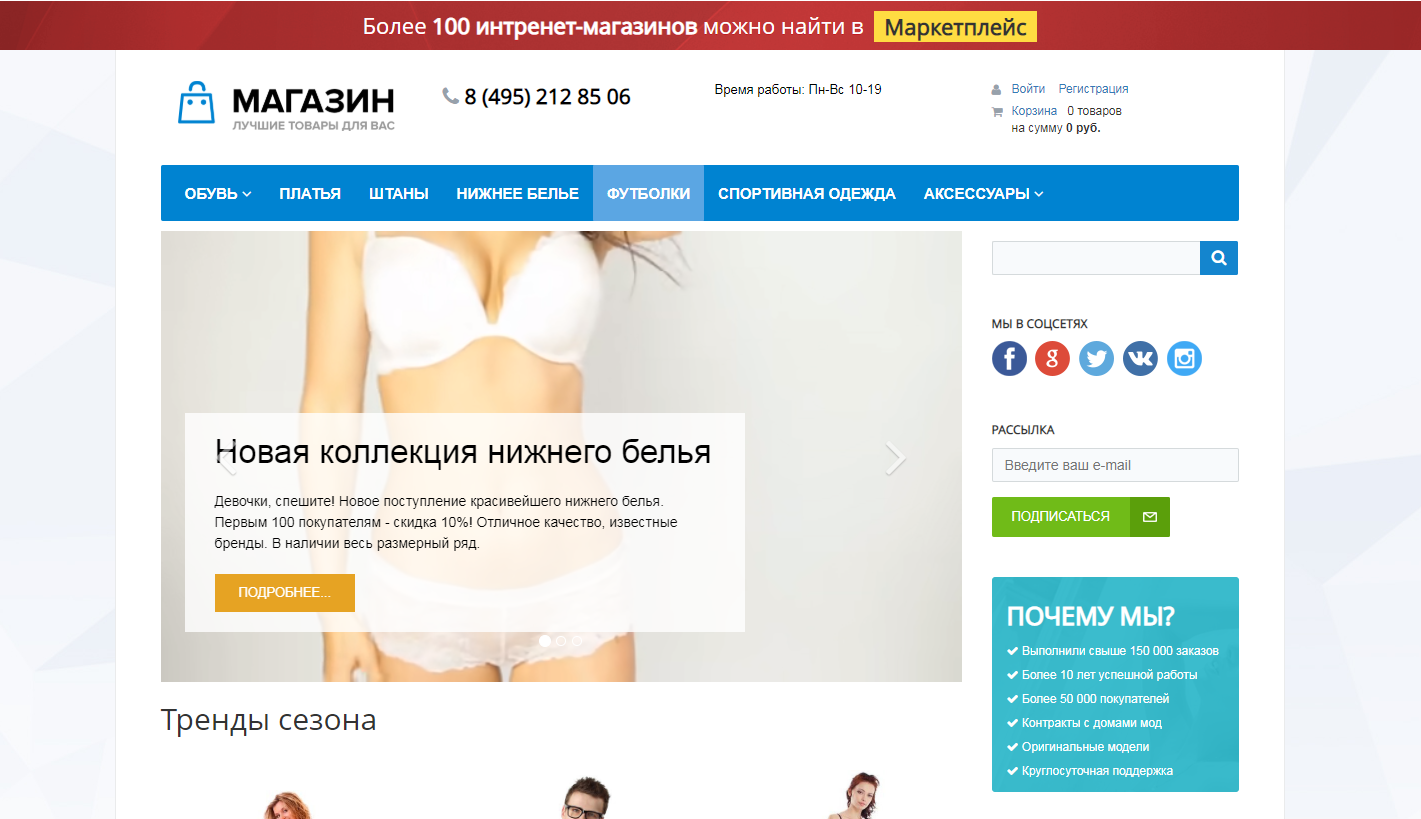 Более 100 интренет-магазинов можно найти в Маркетплейс
МАГАЗИН
ЛУЧШИЕ ТОВАРЫ ДЛЯ ВАС
8 (495) 212 85 06
Время работы: Пн-Вс 10-19
Войти Регистрация
Корзина 0 товаров
на сумму 0 руб.
ОБУВЬ ПЛАТЬЯ ШТАНЫ НИЖНЕЕ БЕЛЬЕ ФУТБОЛКИ СПОРТИВНАЯ ОДЕЖДА АКСЕССУАРЫ
Новая коллекция нижнего белья
Девочки, спешите! Новое поступление красивейшего нижнего белья.
Первым 100 покупателям - скидка 10%! Отличное качество, известные
бренды. В наличии весь размерный ряд.
ПОДРОБНЕЕ...
МЫ В СОЦСЕТЯХ
РАССЫЛКА
Введите ваш e-mail
ПОДПИСАТЬСЯ
ПОЧЕМУ МЫ?
Выполнили свыше 150 000 заказов
Более 10 лет успешной работы
Более 50 000 покупателей
Контракты с домами мод
Оригинальные модели
Круглосуточная поддержка
Тренды сезона